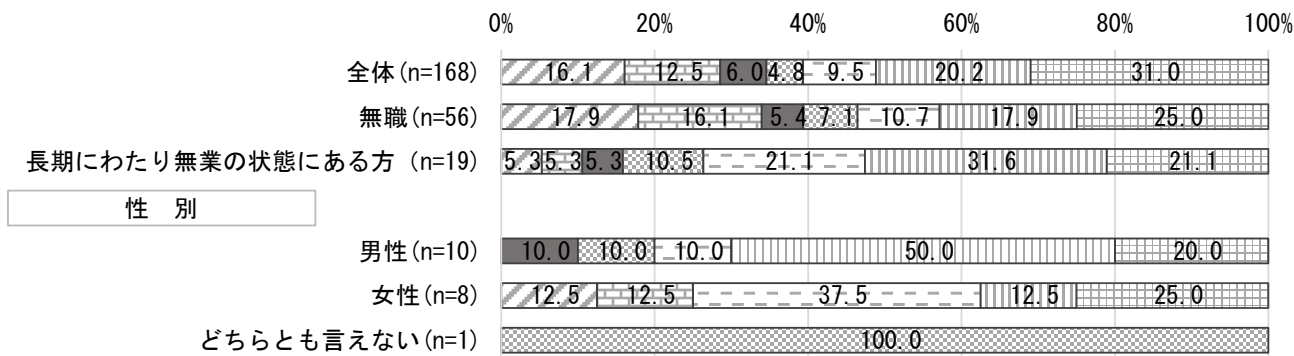 0% 20% 40% 60% 80% 100%
全体(n=168) 16.1 12.5 6.0 4.8 9.5 20.2 31.0
無職(n=56) 17.9 16.1 5.4 7.1 10.7 17.9 25.0
長期にわたり無業の状態にある方 (n=19) 5.3 5.3 5.3 10.5 21.1 31.6 21.1
性 別
男性(n=10) 10.0 10.0 10.0 50.0 20.0
女性(n=8) 12.5 12.5 37.5 12.5 25.0
どちらとも言えない(n=1) 100.0